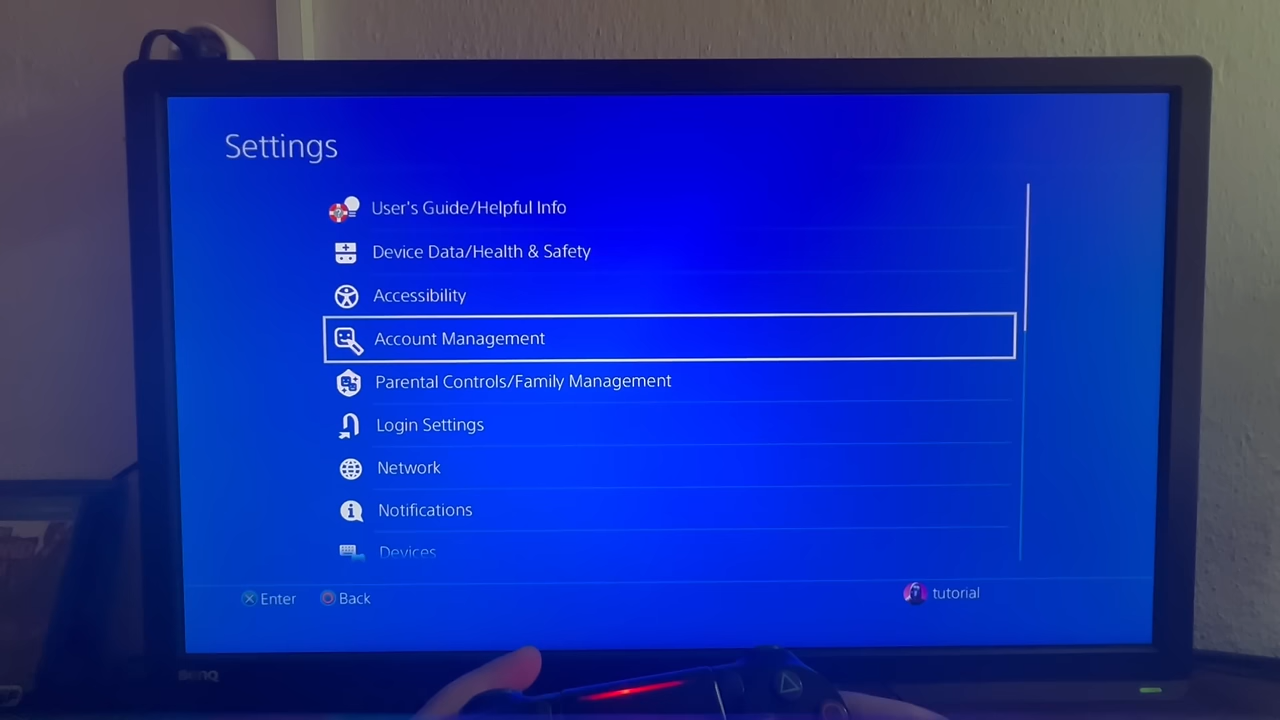 Settings
User's Guide/Helpful Info
Device Data/Health & Safety
Accessibility
Account Management
Parental Controls/Family Management
Login Settings
Network
Notifications
Devices
Enter Back tutorial
BenQ